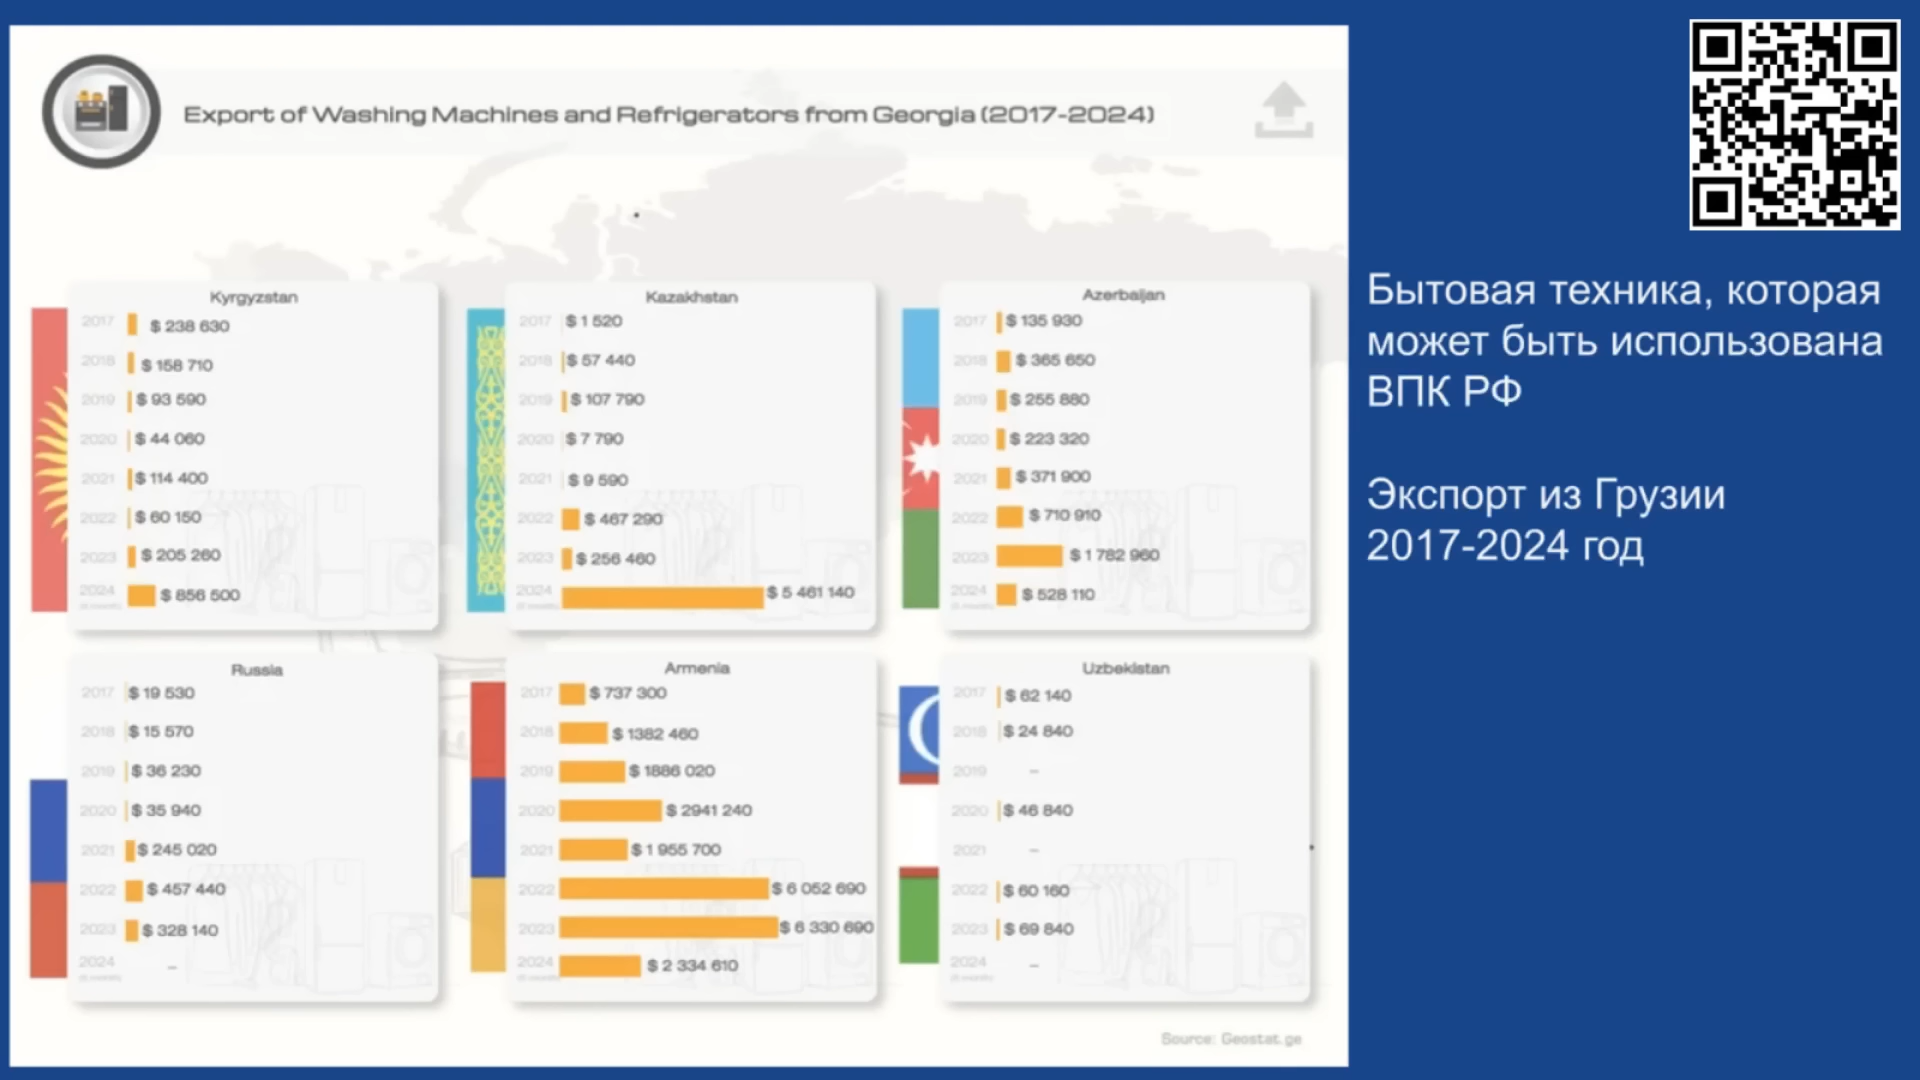 Export of Washing Machines and Refrigerators from Georgia (2017-2024)
Kyrgyzstan
2017 $ 238 630
2018 $ 158 710
2019 $ 93 590
2020 $ 44 060
2021 $ 114 400
2022 $ 60 150
2023 $ 205 260
2024 $ 856 500
Kazakhstan
2017 $ 1 520
2018 $ 57 440
2019 $ 107 790
2020 $ 7 790
2021 $ 9 590
2022 $ 467 290
2023 $ 256 460
2024 $ 5 461 140
Azerbaijan
2017 $ 135 930
2018 $ 365 650
2019 $ 255 880
2020 $ 223 320
2021 $ 371 900
2022 $ 710 910
2023 $ 1 782 960
2024 $ 528 110
Russia
2017 $ 19 530
2018 $ 15 570
2019 $ 36 230
2020 $ 35 940
2021 $ 245 020
2022 $ 457 440
2023 $ 328 140
2024 –
Armenia
2017 $ 737 300
2018 $ 1382 460
2019 $ 1886 020
2020 $ 2941 240
2021 $ 1 955 700
2022 $ 6 052 690
2023 $ 6 330 690
2024 $ 2 334 610
Uzbekistan
2017 $ 62 140
2018 $ 24 840
2019 –
2020 $ 46 840
2021 –
2022 $ 60 160
2023 $ 69 840
2024 –
Source: Geostat.ge
Бытовая техника, которая
может быть использована
ВПК РФ
Экспорт из Грузии
2017-2024 год